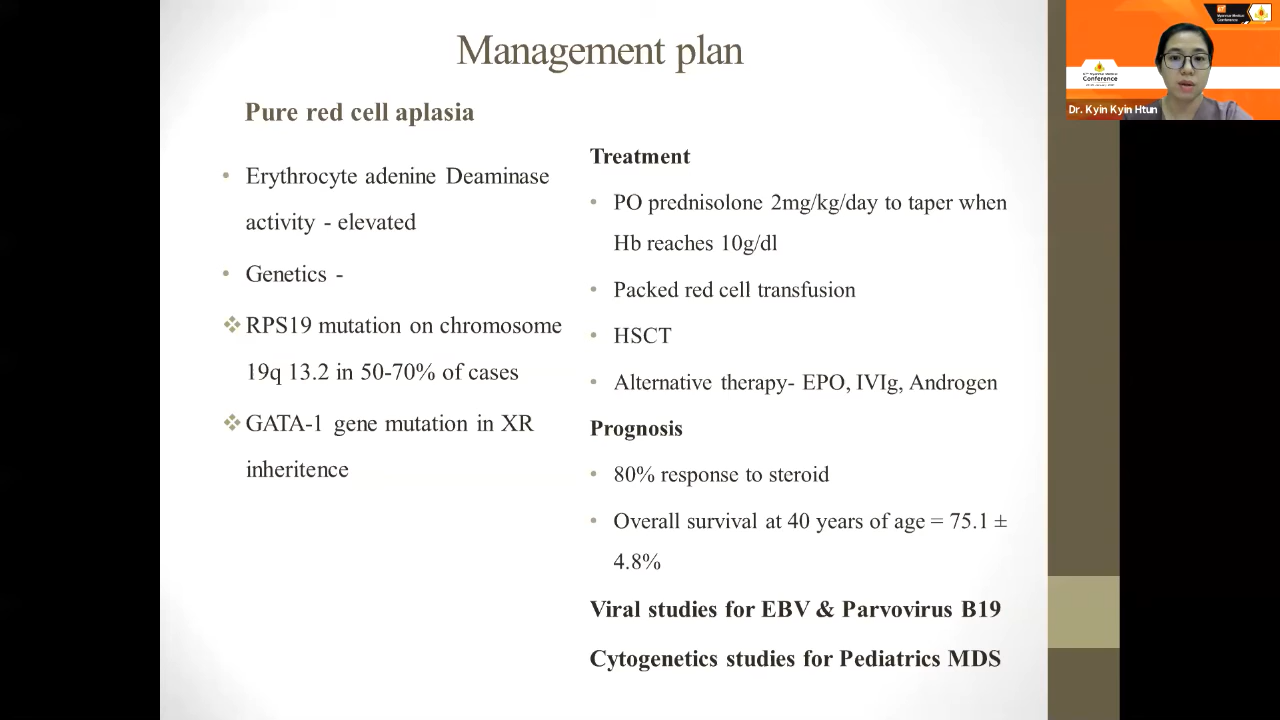 Management plan
Pure red cell aplasia
Erythrocyte adenine Deaminase
activity - elevated
Genetics -
RPS19 mutation on chromosome
19q 13.2 in 50-70% of cases
GATA-1 gene mutation in XR
inheritence
Treatment
PO prednisolone 2mg/kg/day to taper when
Hb reaches 10g/dl
Packed red cell transfusion
HSCT
Alternative therapy- EPO, IVIg, Androgen
Prognosis
80% response to steroid
Overall survival at 40 years of age = 75.1 ±
4.8%
Viral studies for EBV & Parvovirus B19
Cytogenetics studies for Pediatrics MDS
Myanmar Medical
Conference
Conference
Dr. Kyin Kyin Htun